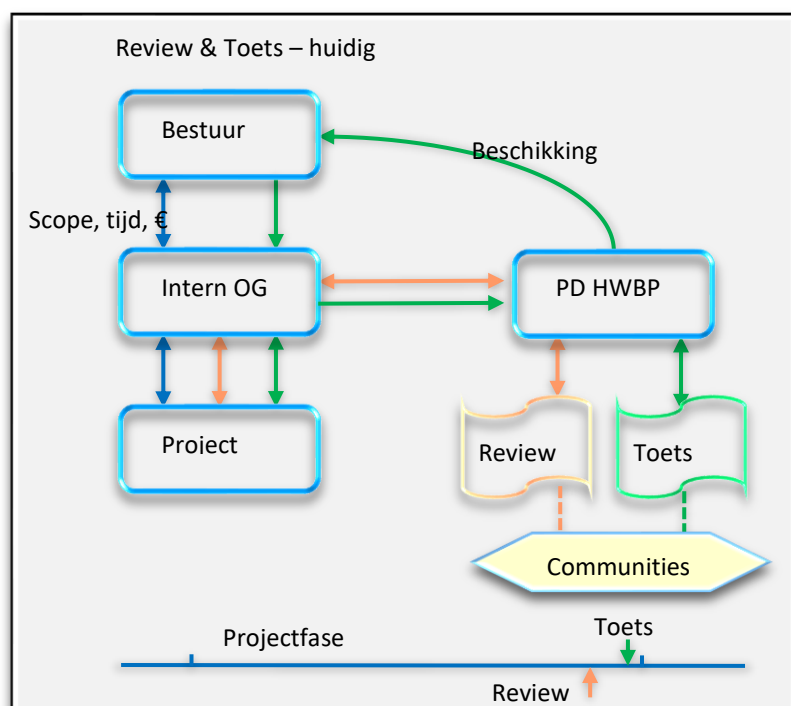 Review & Toets – huidig
Bestuur
Beschikking
Scope, tijd, €
Intern OG
PD HWBP
Project
Review
Toets
Communities
Projectfase
Toets
Review